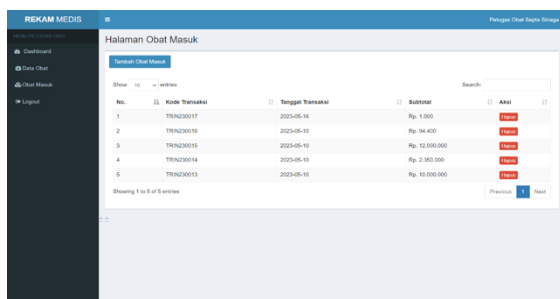 REKAM MEDIS
Petugas Obat Septa Sinaga
Dashboard
Data Obat
Obat Masuk
Logout
Halaman Obat Masuk
Tambah Obat Masuk
Show 10 entries
Search:
No. Kode Transaksi Tanggal Transaksi Subtotal Aksi
1 TRIN230017 2023-05-16 Rp. 1.000 Hapus
2 TRIN230016 2023-05-10 Rp. 94.400 Hapus
3 TRIN230015 2023-05-10 Rp. 12.000.000 Hapus
4 TRIN230014 2023-05-10 Rp. 2.350.000 Hapus
5 TRIN230013 2023-05-10 Rp. 10.000.000 Hapus
Showing 1 to 5 of 5 entries
Previous 1 Next